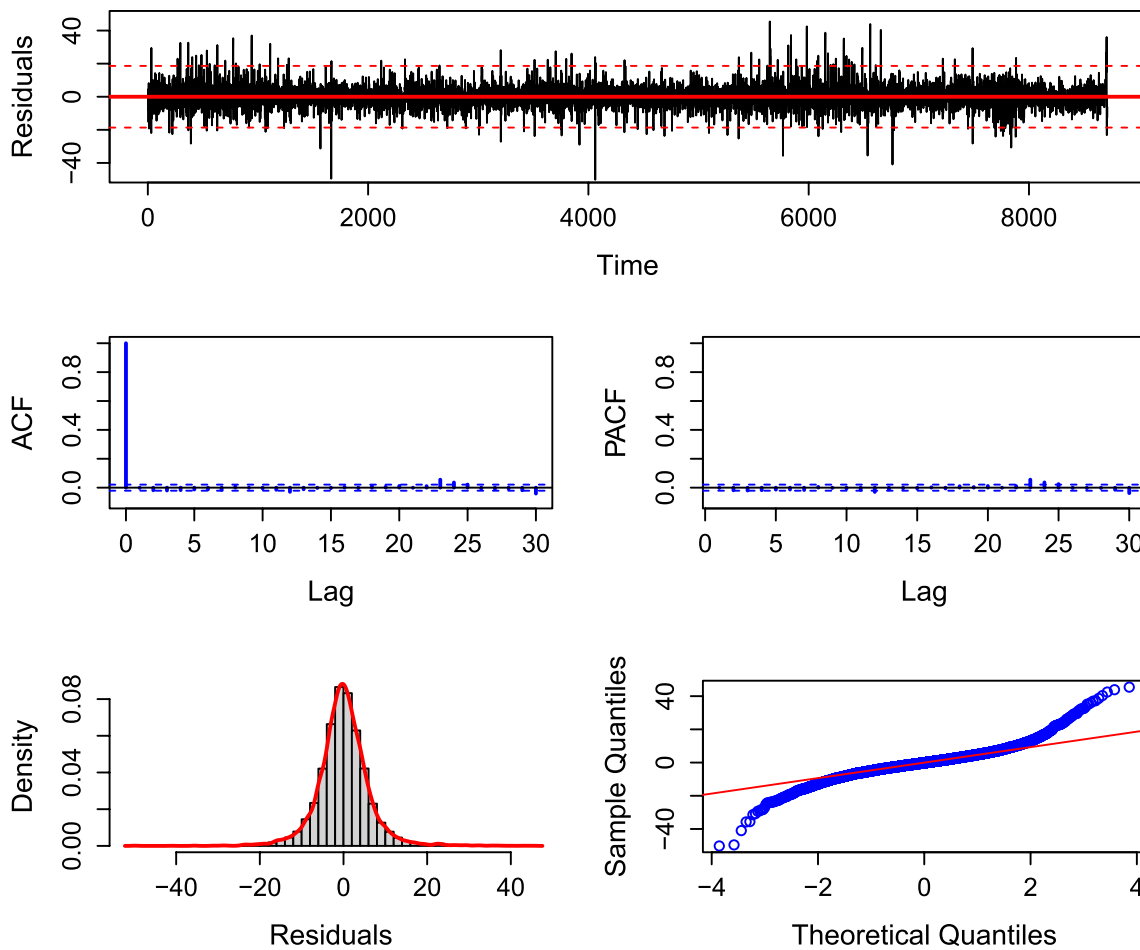 Residuals
40
0
−40
0 2000 4000 6000 8000
Time
ACF
0.8
0.4
0.0
0 5 10 15 20 25 30
Lag
PACF
0.8
0.4
0.0
0 5 10 15 20 25 30
Lag
Density
0.08
0.04
0.00
−40 −20 0 20 40
Residuals
Sample Quantiles
40
0
−40
−4 −2 0 2 4
Theoretical Quantiles